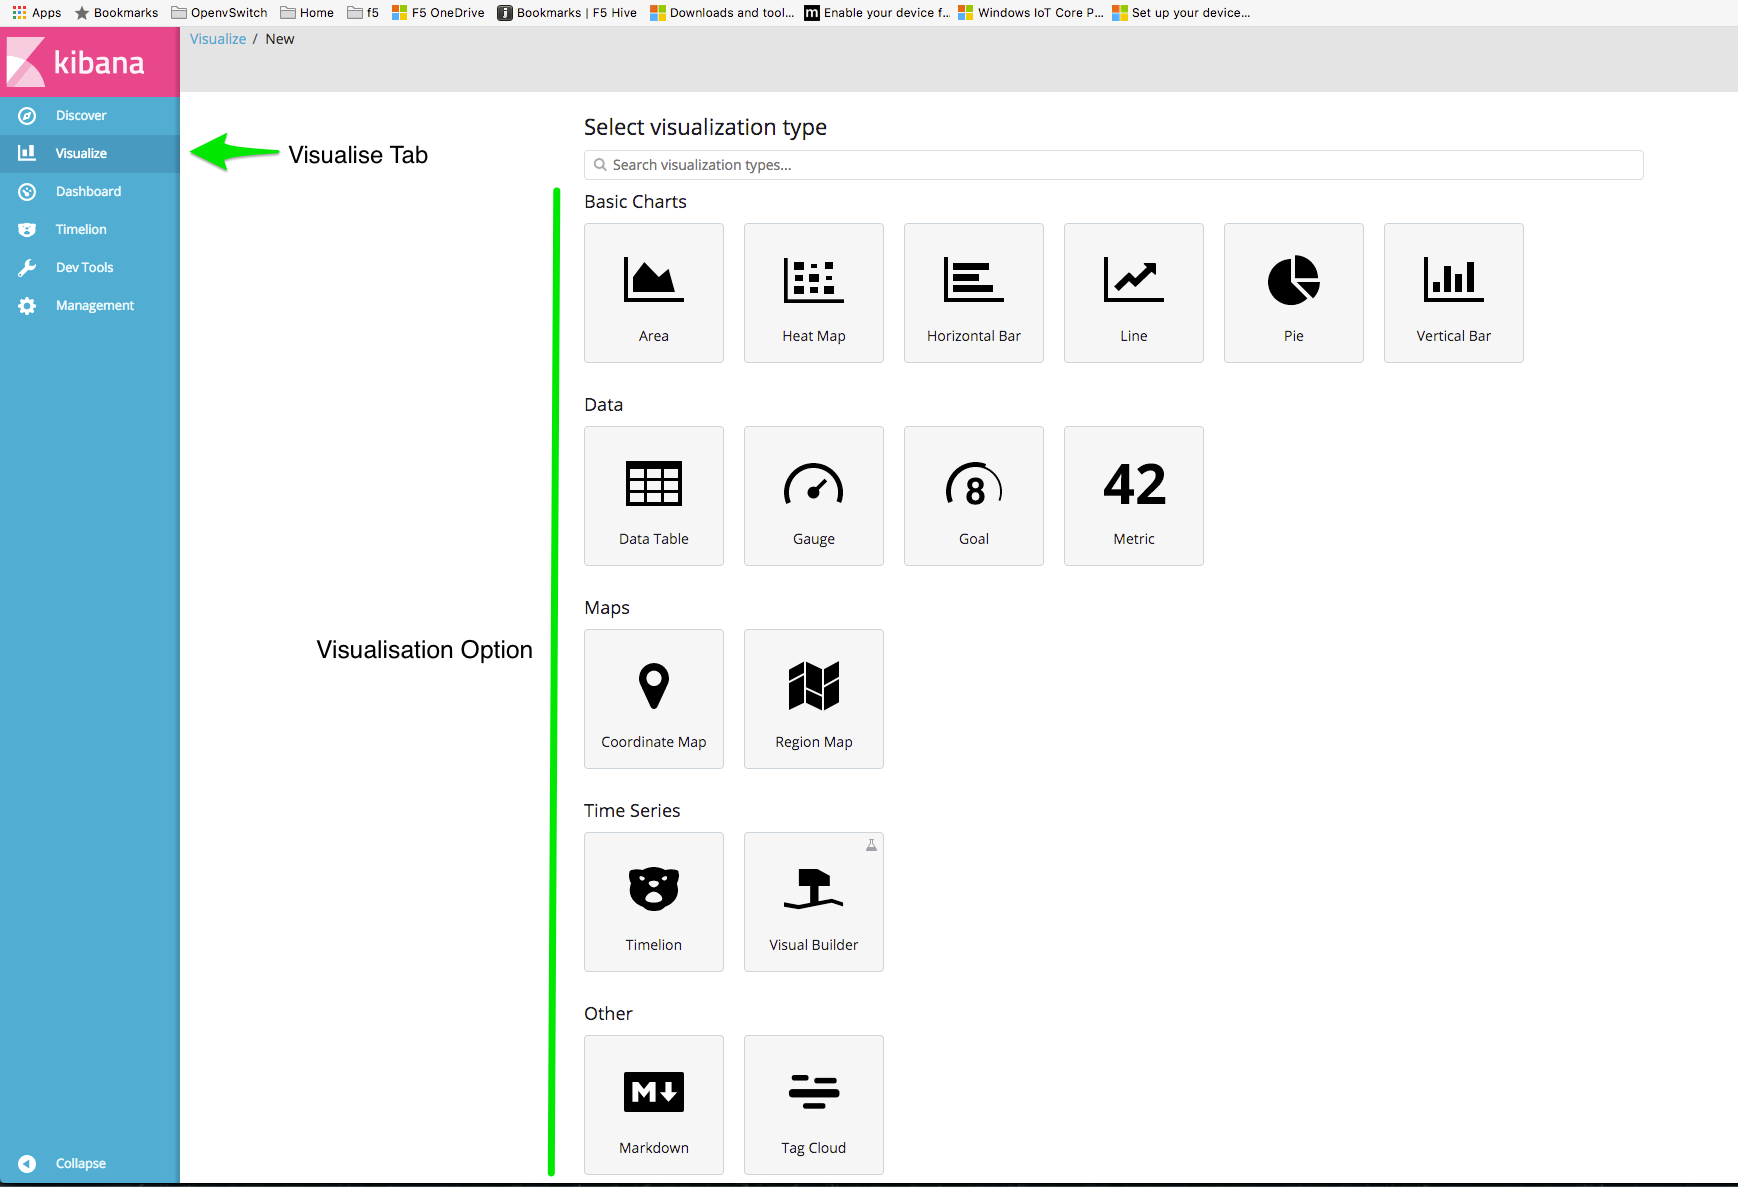 Apps Bookmarks OpenvSwitch Home f5 F5 OneDrive Bookmarks | F5 Hive Downloads and tool... Enable your device f... Windows IoT Core P... Set up your device...
kibana
Visualize / New
Discover
Visualize
Dashboard
Timelion
Dev Tools
Management
Collapse
Visualise Tab
Visualisation Option
Select visualization type
Search visualization types...
Basic Charts
Area Heat Map Horizontal Bar Line Pie Vertical Bar
Data
8 42
Data Table Gauge Goal Metric
Maps
Coordinate Map Region Map
Time Series
Timelion Visual Builder
Other
M
Markdown Tag Cloud